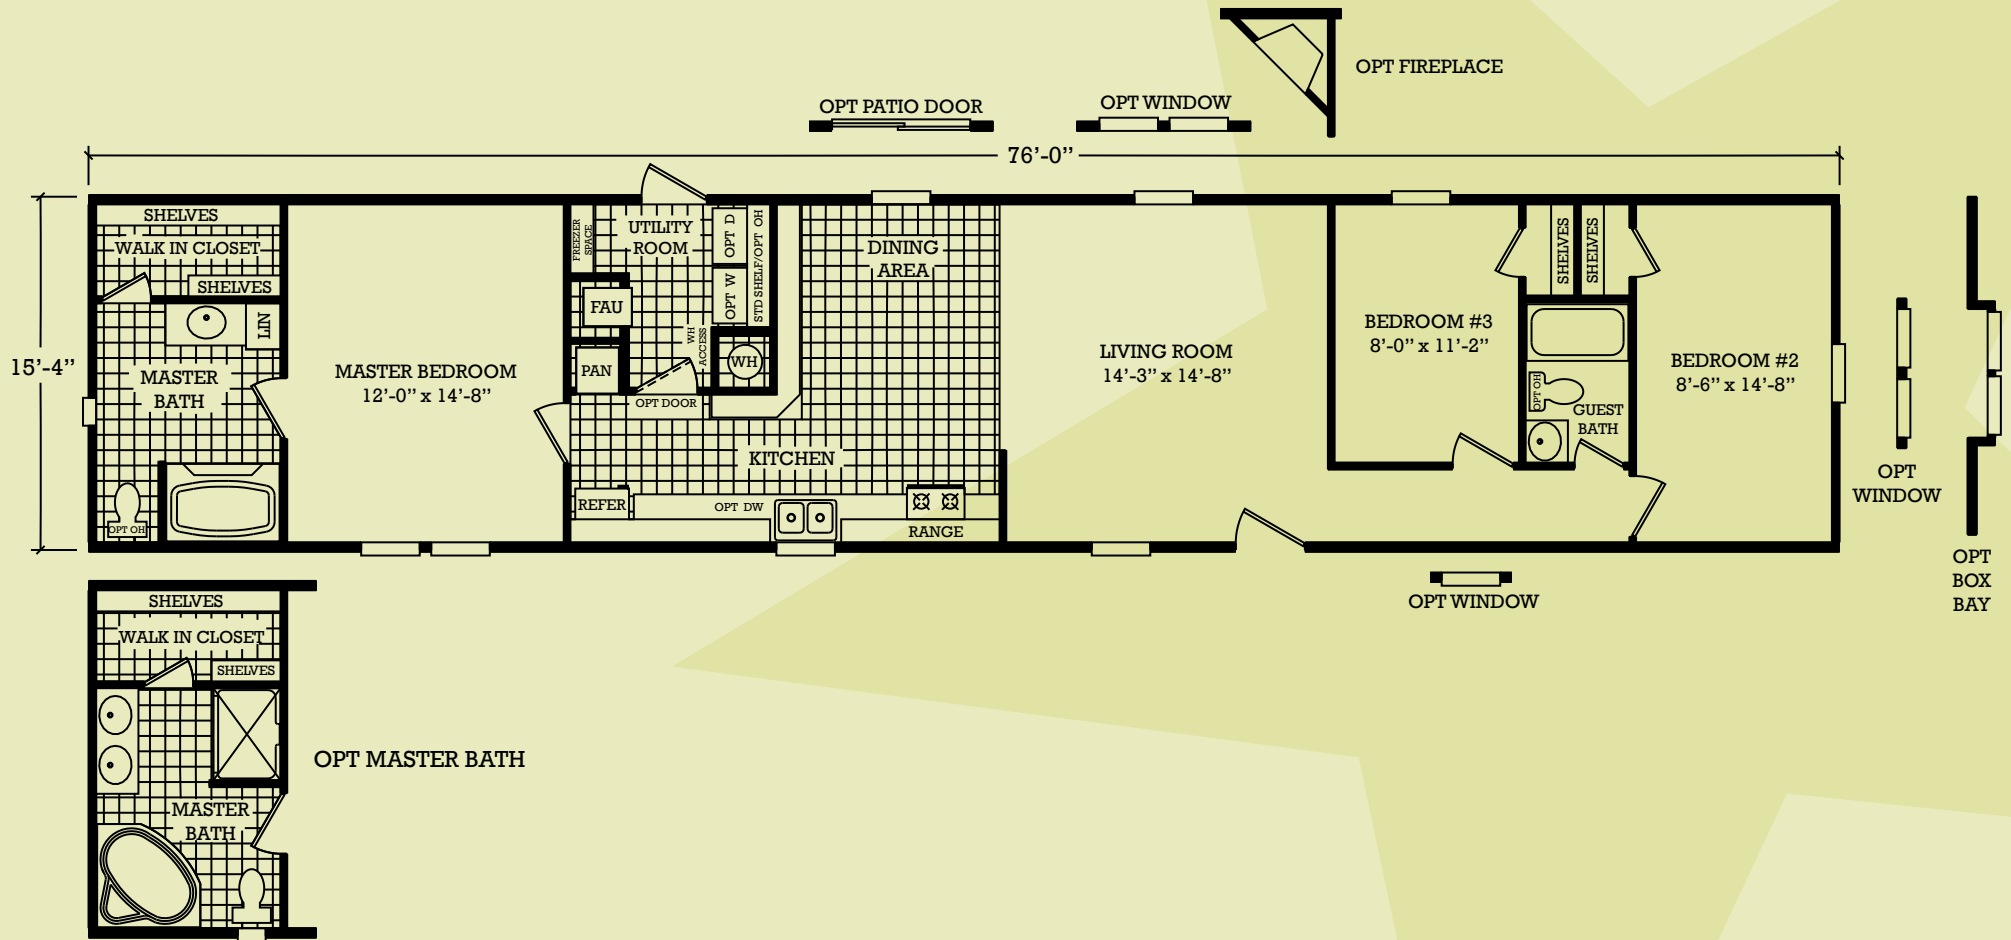 OPT FIREPLACE
OPT PATIO DOOR
OPT WINDOW
76’-0”
15’-4”
SHELVES
WALK IN CLOSET
SHELVES
LIN
MASTER
BATH
OPT OH
MASTER BEDROOM
12’-0” x 14’-8”
FREEZER
SPACE
UTILITY
ROOM
OPT D
OPT W
STD SHELF/OPT OH
FAU
WH
ACCESS
WH
PAN
OPT DOOR
DINING
AREA
KITCHEN
REFER
OPT DW
RANGE
LIVING ROOM
14’-3” x 14’-8”
BEDROOM #3
8’-0” x 11’-2”
SHELVES
SHELVES
OPT OH
GUEST
BATH
BEDROOM #2
8’-6” x 14’-8”
OPT
WINDOW
OPT
BOX
BAY
OPT WINDOW
SHELVES
WALK IN CLOSET
SHELVES
MASTER
BATH
OPT MASTER BATH